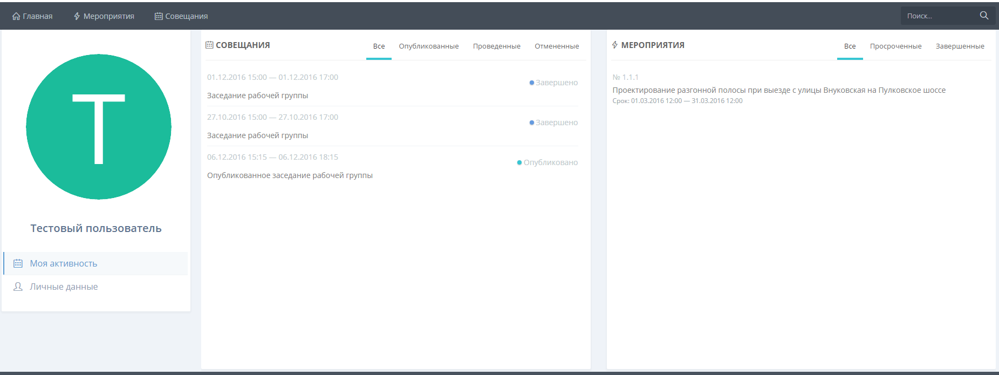 Главная Мероприятия Совещания Поиск...
Т
Тестовый пользователь
Моя активность
Личные данные
СОВЕЩАНИЯ Все Опубликованные Проведенные Отмененные
01.12.2016 15:00 — 01.12.2016 17:00
Завершено
Заседание рабочей группы
27.10.2016 15:00 — 27.10.2016 17:00
Завершено
Заседание рабочей группы
06.12.2016 15:15 — 06.12.2016 18:15
Опубликовано
Опубликованное заседание рабочей группы
МЕРОПРИЯТИЯ Все Просроченные Завершенные
№ 1.1.1
Проектирование разгонной полосы при выезде с улицы Внуковская на Пулковское шоссе
Срок: 01.03.2016 12:00 — 31.03.2016 12:00